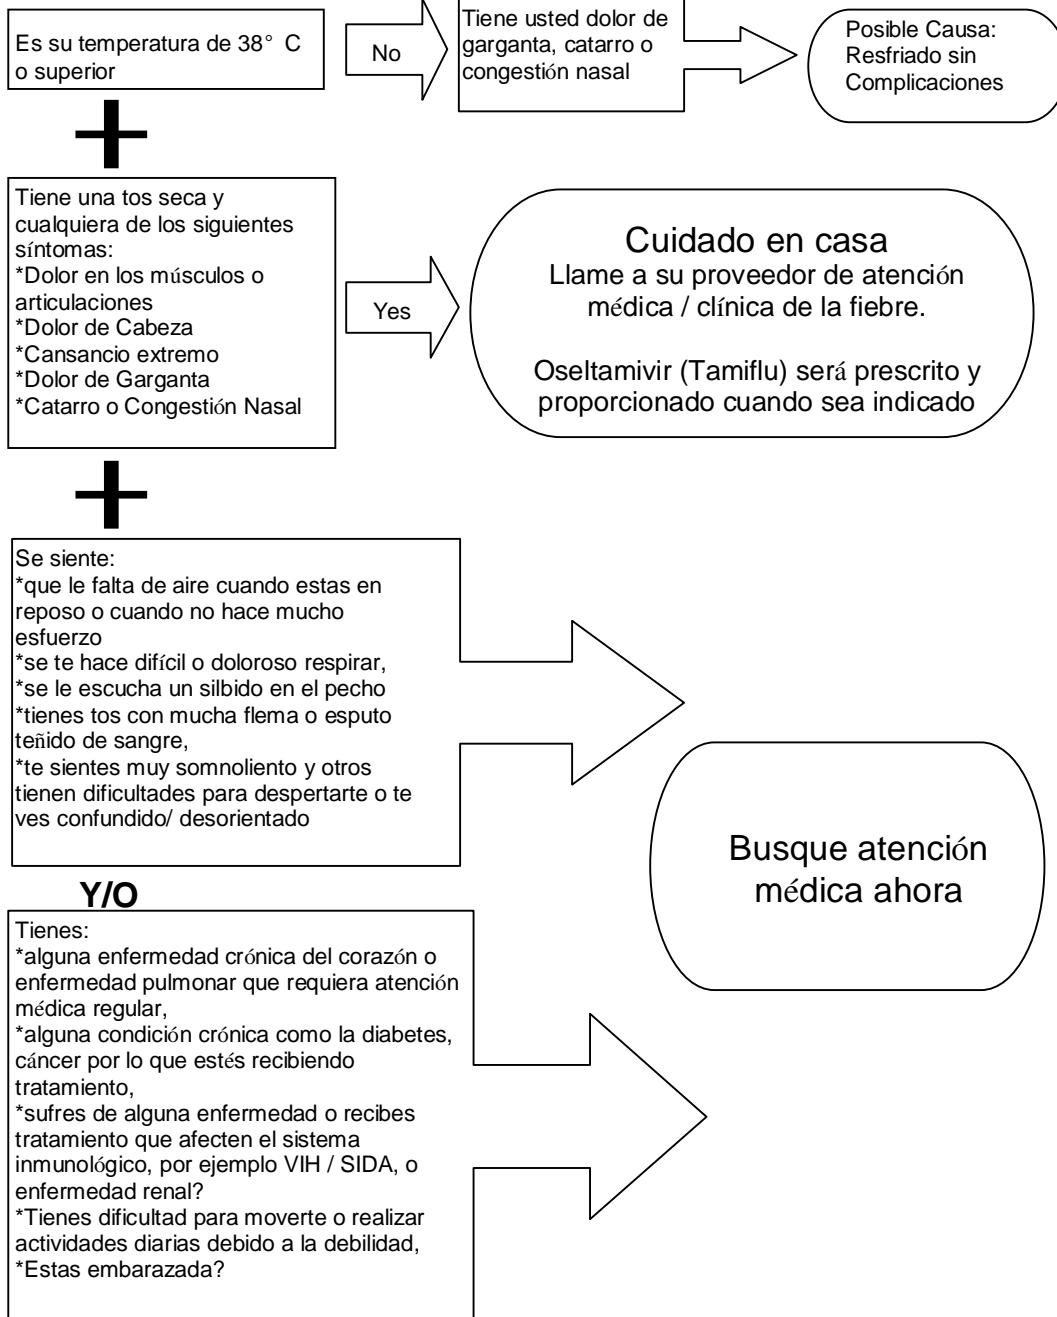 Es su temperatura de 38° C
o superior
No
Tiene usted dolor de
garganta, catarro o
congestión nasal
Posible Causa:
Resfriado sin
Complicaciones
Tiene una tos seca y
cualquiera de los siguientes
síntomas:
*Dolor en los músculos o
articulaciones
*Dolor de Cabeza
*Cansancio extremo
*Dolor de Garganta
*Catarro o Congestión Nasal
Yes
Cuidado en casa
Llame a su proveedor de atención
médica / clínica de la fiebre.
Oseltamivir (Tamiflu) será prescrito y
proporcionado cuando sea indicado
Se siente:
*que le falta de aire cuando estas en
reposo o cuando no hace mucho
esfuerzo
*se te hace difícil o doloroso respirar,
*se le escucha un silbido en el pecho
*tienes tos con mucha flema o esputo
teñido de sangre,
*te sientes muy somnoliento y otros
tienen dificultades para despertarte o te
ves confundido/ desorientado
Busque atención
médica ahora
Y/O
Tienes:
*alguna enfermedad crónica del corazón o
enfermedad pulmonar que requiera atención
médica regular,
*alguna condición crónica como la diabetes,
cáncer por lo que estés recibiendo
tratamiento,
*sufres de alguna enfermedad o recibes
tratamiento que afecten el sistema
inmunológico, por ejemplo VIH / SIDA, o
enfermedad renal?
*Tienes dificultad para moverte o realizar
actividades diarias debido a la debilidad,
*Estas embarazada?